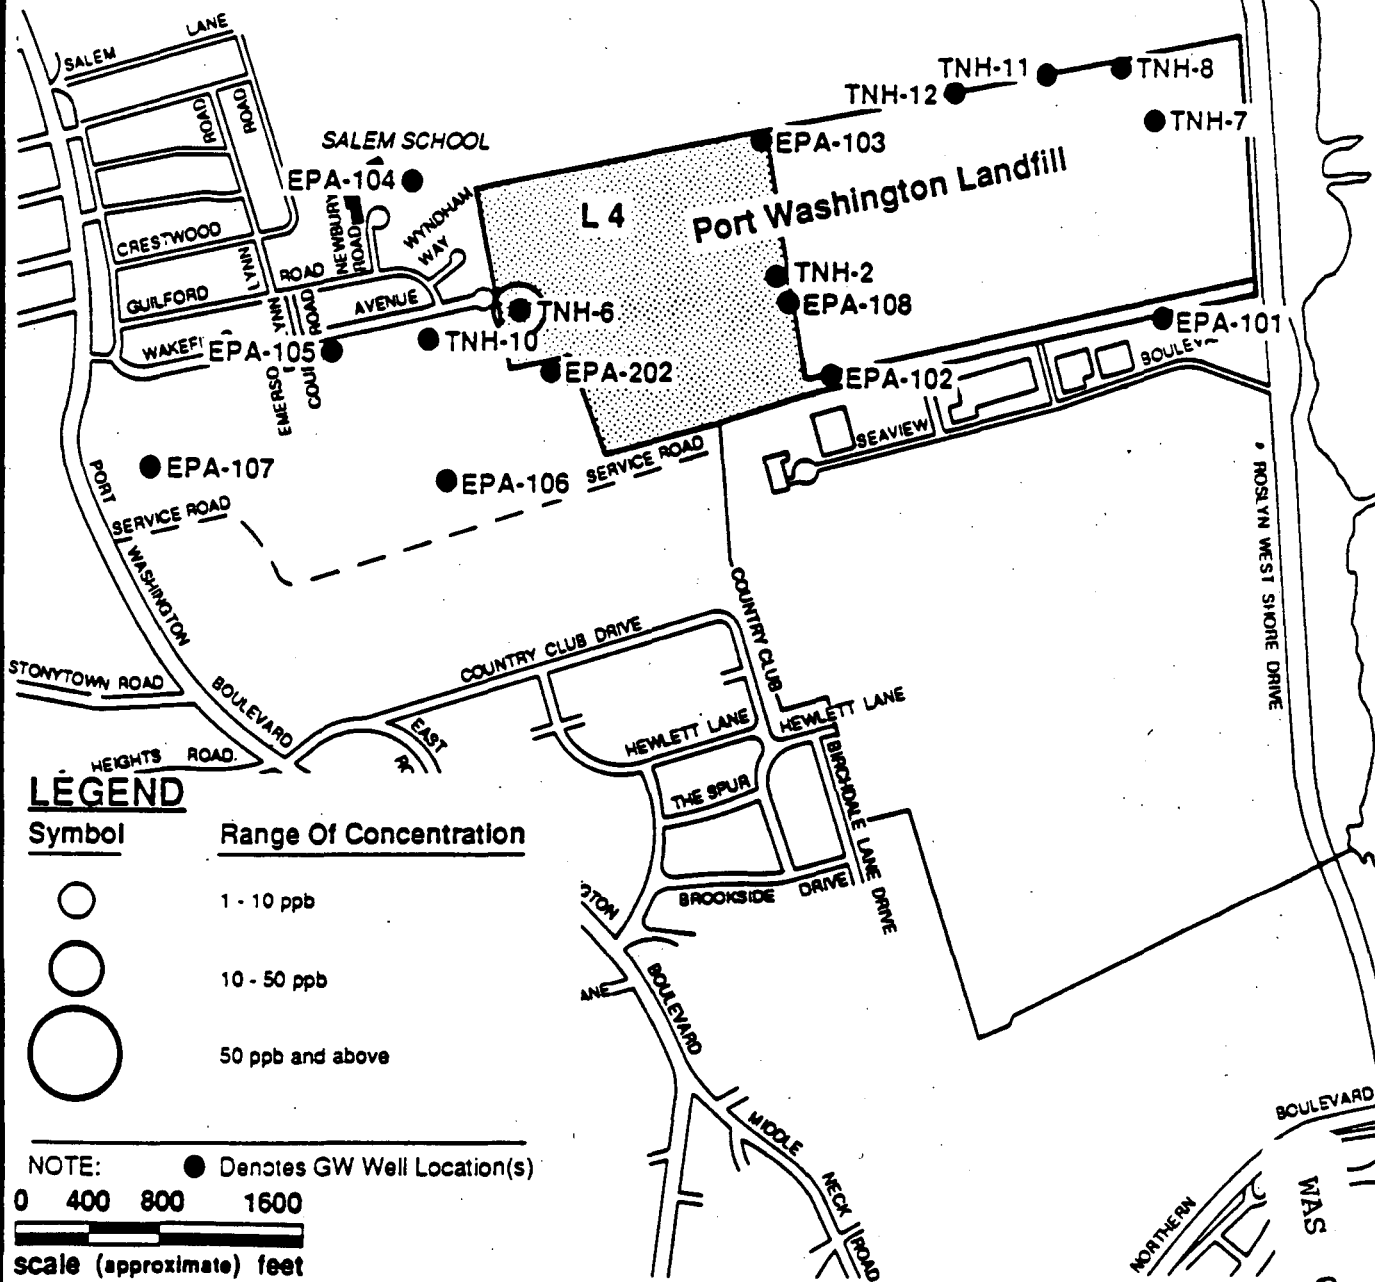 SALEM LANE
ROAD
ROAD
SALEM SCHOOL
EPA-104
NEWBURY ROAD
WYNDHAM WAY
CRESTWOOD
LYNN
ROAD
GUILFORD
AVENUE
WAKEFI
EPA-105
LYNN
ROAD
EMERSO
COU
TNH-10
TNH-6
EPA-202
L 4
Port Washington Landfill
TNH-11
TNH-8
TNH-12
TNH-7
EPA-103
TNH-2
EPA-108
EPA-101
EPA-102
BOULEVA
SEAVIEW
EPA-107
EPA-106
SERVICE ROAD
SERVICE ROAD
PORT WASHINGTON BOULEVARD
ROSLYN WEST SHORE DRIVE
STONYTOWN ROAD
COUNTRY CLUB DRIVE
COUNTRY CLUB
EAST
HEWLETT LANE
HEWLETT LANE
HEIGHTS ROAD.
THE SPUR
BIRCHDALE LANE DRIVE
BROOKSIDE DRIVE
GTON
BOULEVARD
ANE
MIDDLE NECK ROAD
BOULEVARD
NORTHERN
WAS
LEGEND
Symbol Range Of Concentration
1 - 10 ppb
10 - 50 ppb
50 ppb and above
NOTE: Denotes GW Well Location(s)
0 400 800 1600
scale (approximate) feet